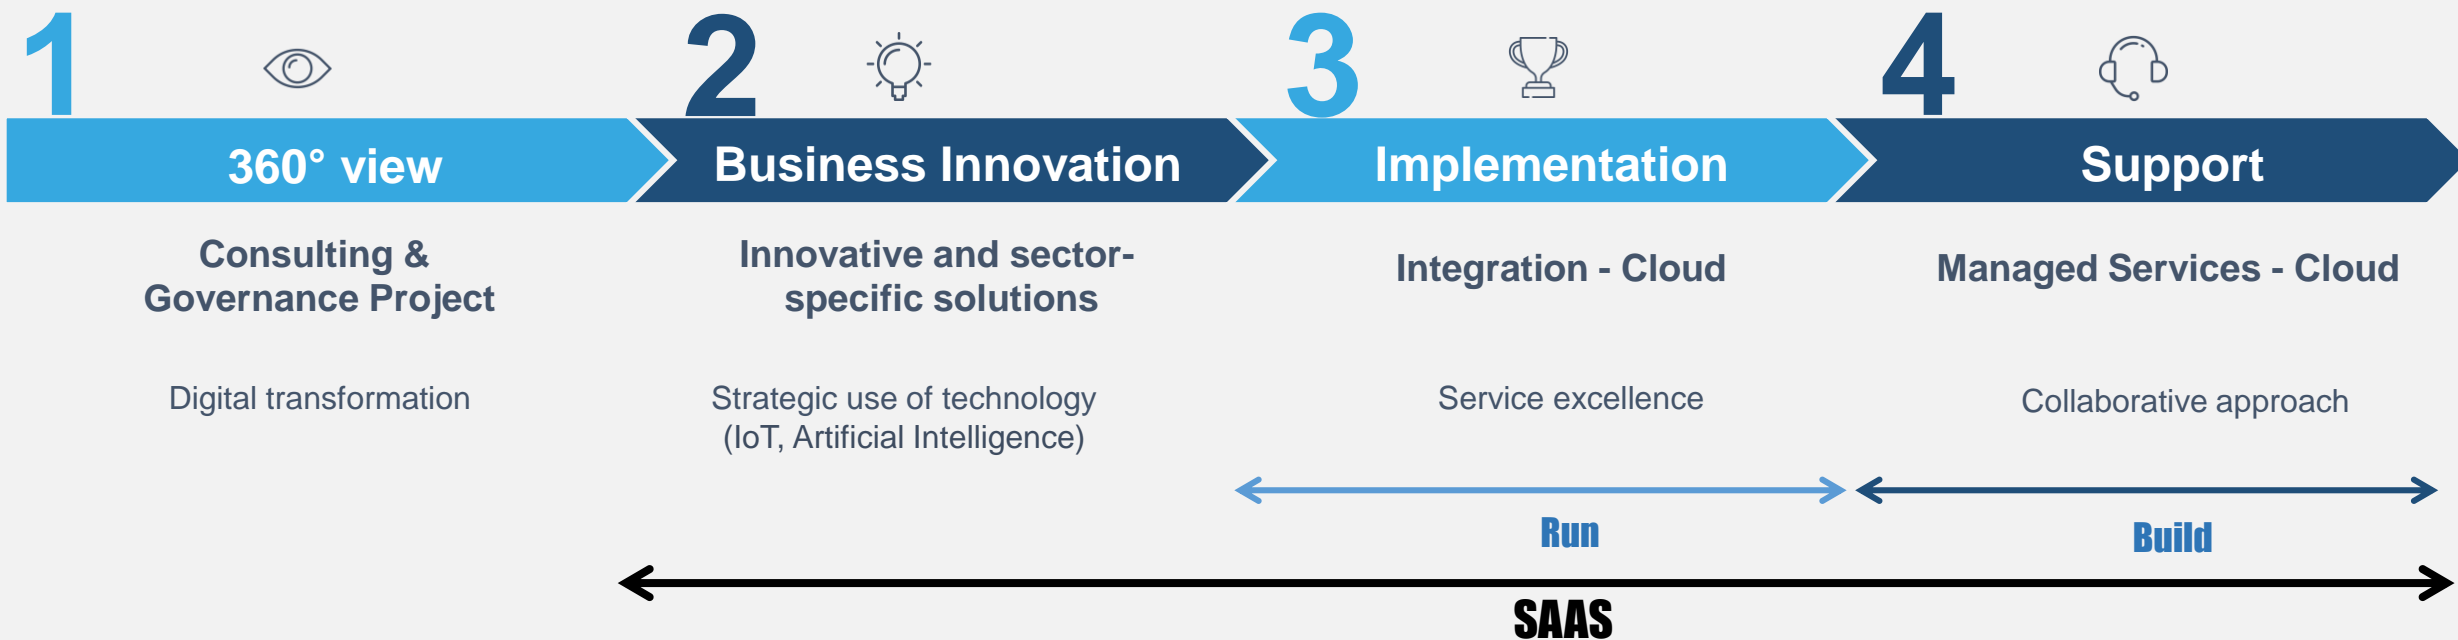 1
2
3
4
360° view
Business Innovation
Implementation
Support
Consulting &
Governance Project
Innovative and sector-
specific solutions
Integration - Cloud
Managed Services - Cloud
Digital transformation
Strategic use of technology
(IoT, Artificial Intelligence)
Service excellence
Collaborative approach
Run
Build
SAAS